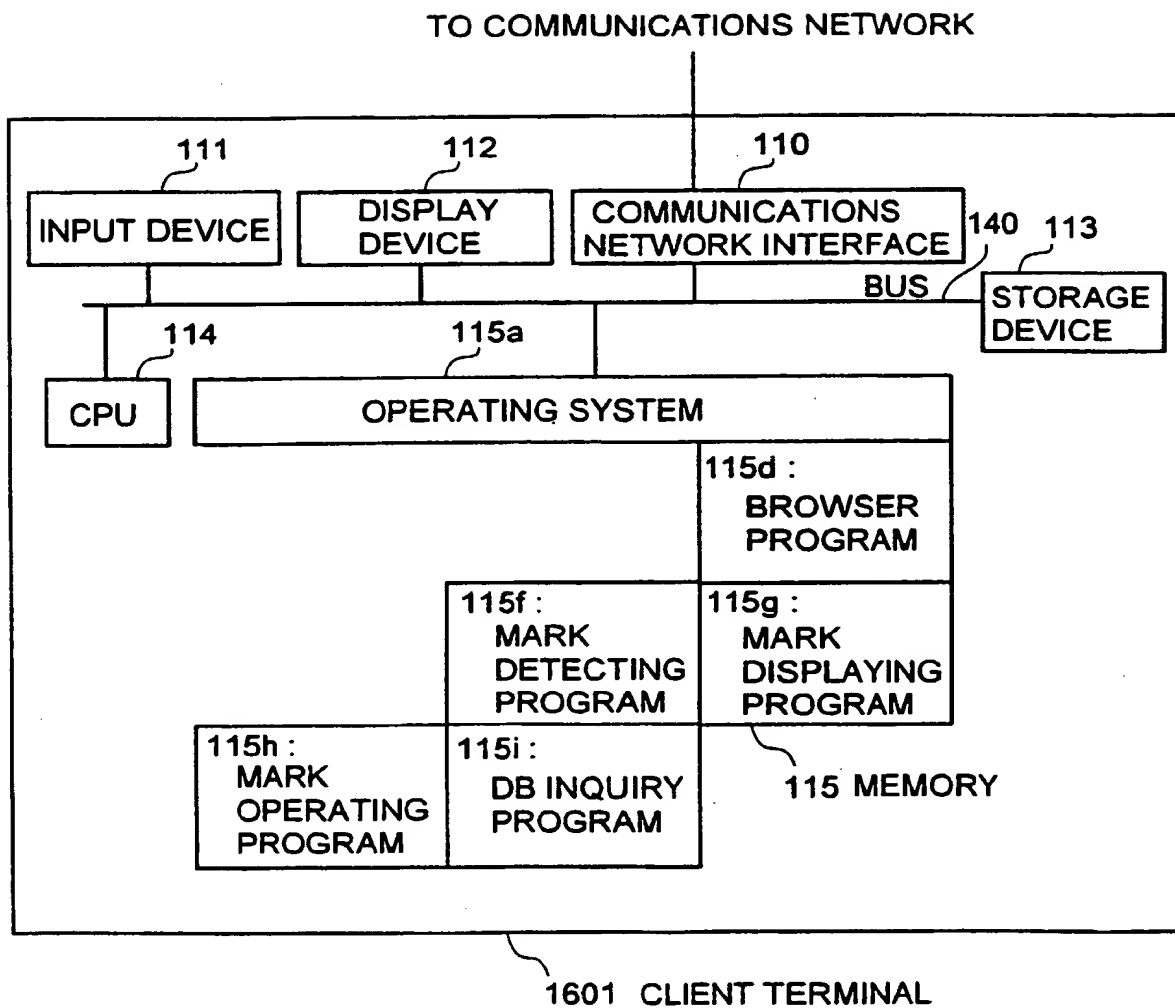 TO COMMUNICATIONS NETWORK
111
112
110
INPUT DEVICE
DISPLAY
DEVICE
COMMUNICATIONS
NETWORK INTERFACE
140
113
BUS
STORAGE
DEVICE
114
115a
CPU
OPERATING SYSTEM
115d :
BROWSER
PROGRAM
115f :
MARK
DETECTING
PROGRAM
115g :
MARK
DISPLAYING
PROGRAM
115h :
MARK
OPERATING
PROGRAM
115i :
DB INQUIRY
PROGRAM
115 MEMORY
1601 CLIENT TERMINAL